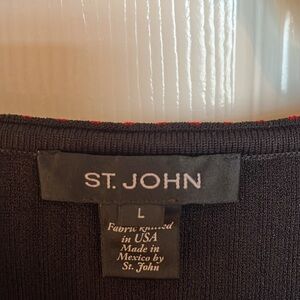 ST. JOHN
L
Fabric knitted
in USA
Made in
Mexico by
St. John